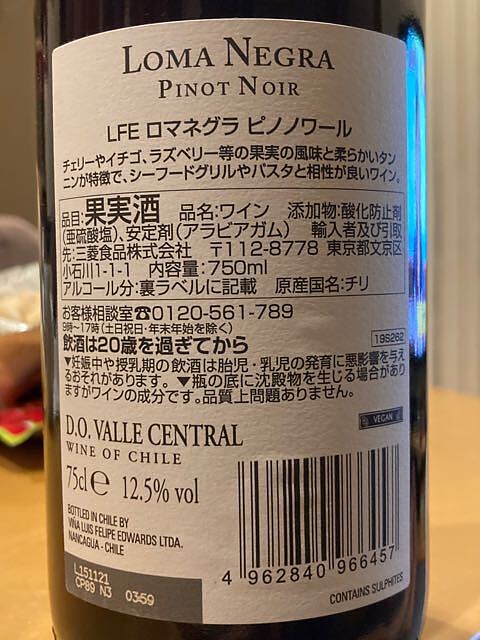 LOMA NEGRA
PINOT NOIR
LFE ロマネグラ ピノノワール
チェリーやイチゴ、ラズベリー等の果実の風味と柔らかいタン
ニンが特徴で、シーフードグリルやパスタと相性が良いワイン。
品目:果実酒 品名:ワイン 添加物:酸化防止剤
(亜硫酸塩)、安定剤(アラビアガム) 輸入者及び引取
先:三菱食品株式会社 〒112-8778 東京都文京区
小石川1-1-1 内容量:750ml
アルコール分:裏ラベルに記載 原産国名:チリ
お客様相談室☎0120-561-789
9時~17時(土日祝日・年末年始を除く)
19S262
飲酒は20歳を過ぎてから
▼妊娠中や授乳期の飲酒は胎児・乳児の発育に悪影響を与え
るおそれがあります。▼瓶の底に沈殿物を生じる場合があり
ますがワインの成分です。品質上問題ありません。
VEGAN
D.O. VALLE CENTRAL
WINE OF CHILE
75cl e 12.5% vol
BOTTLED IN CHILE BY
VIÑA LUIS FELIPE EDWARDS LTDA.
NANCAGUA - CHILE
L151121
CP89 N3 0359
4 962840 966457
CONTAINS SULPHITES